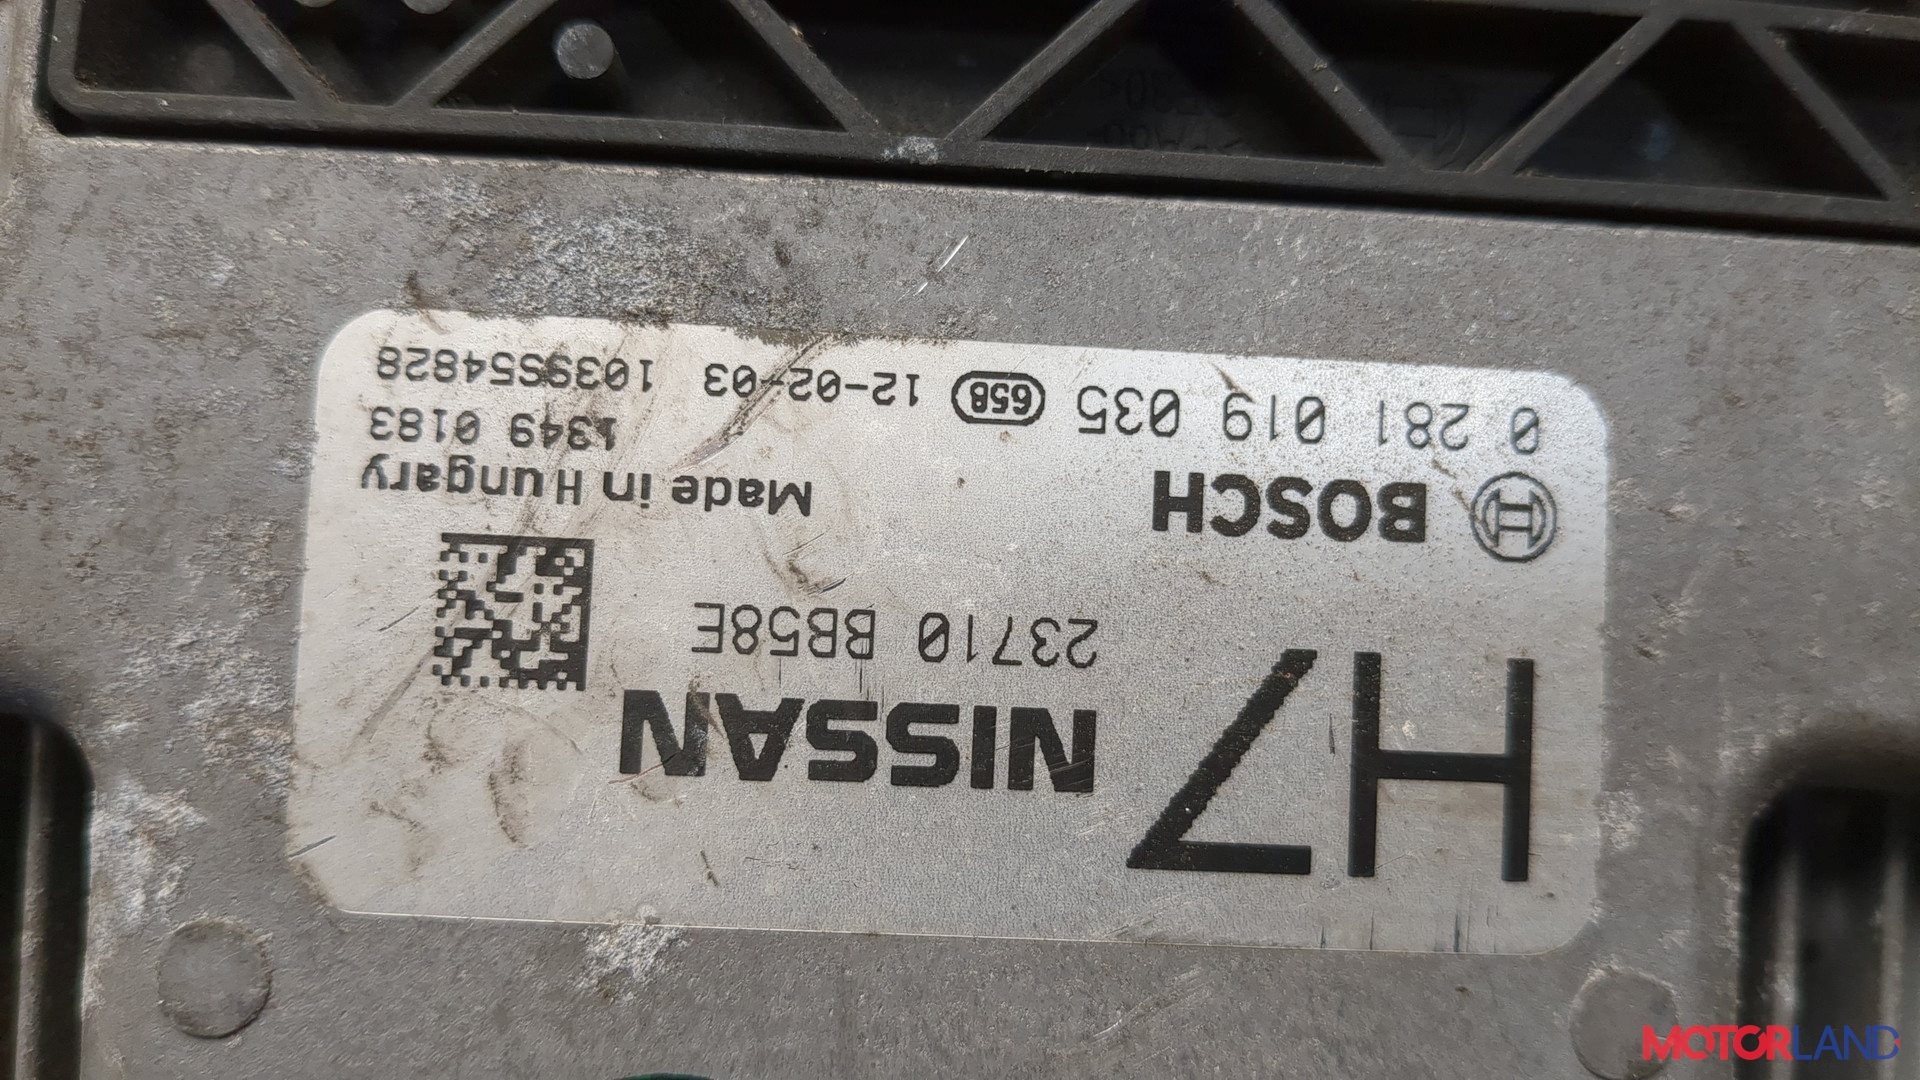 H7
NISSAN
23710 BB58E
BOSCH
Made in Hungary
1349 0183
0 281 019 035 65B 12-02-03 1039S54828
MOTORLAND